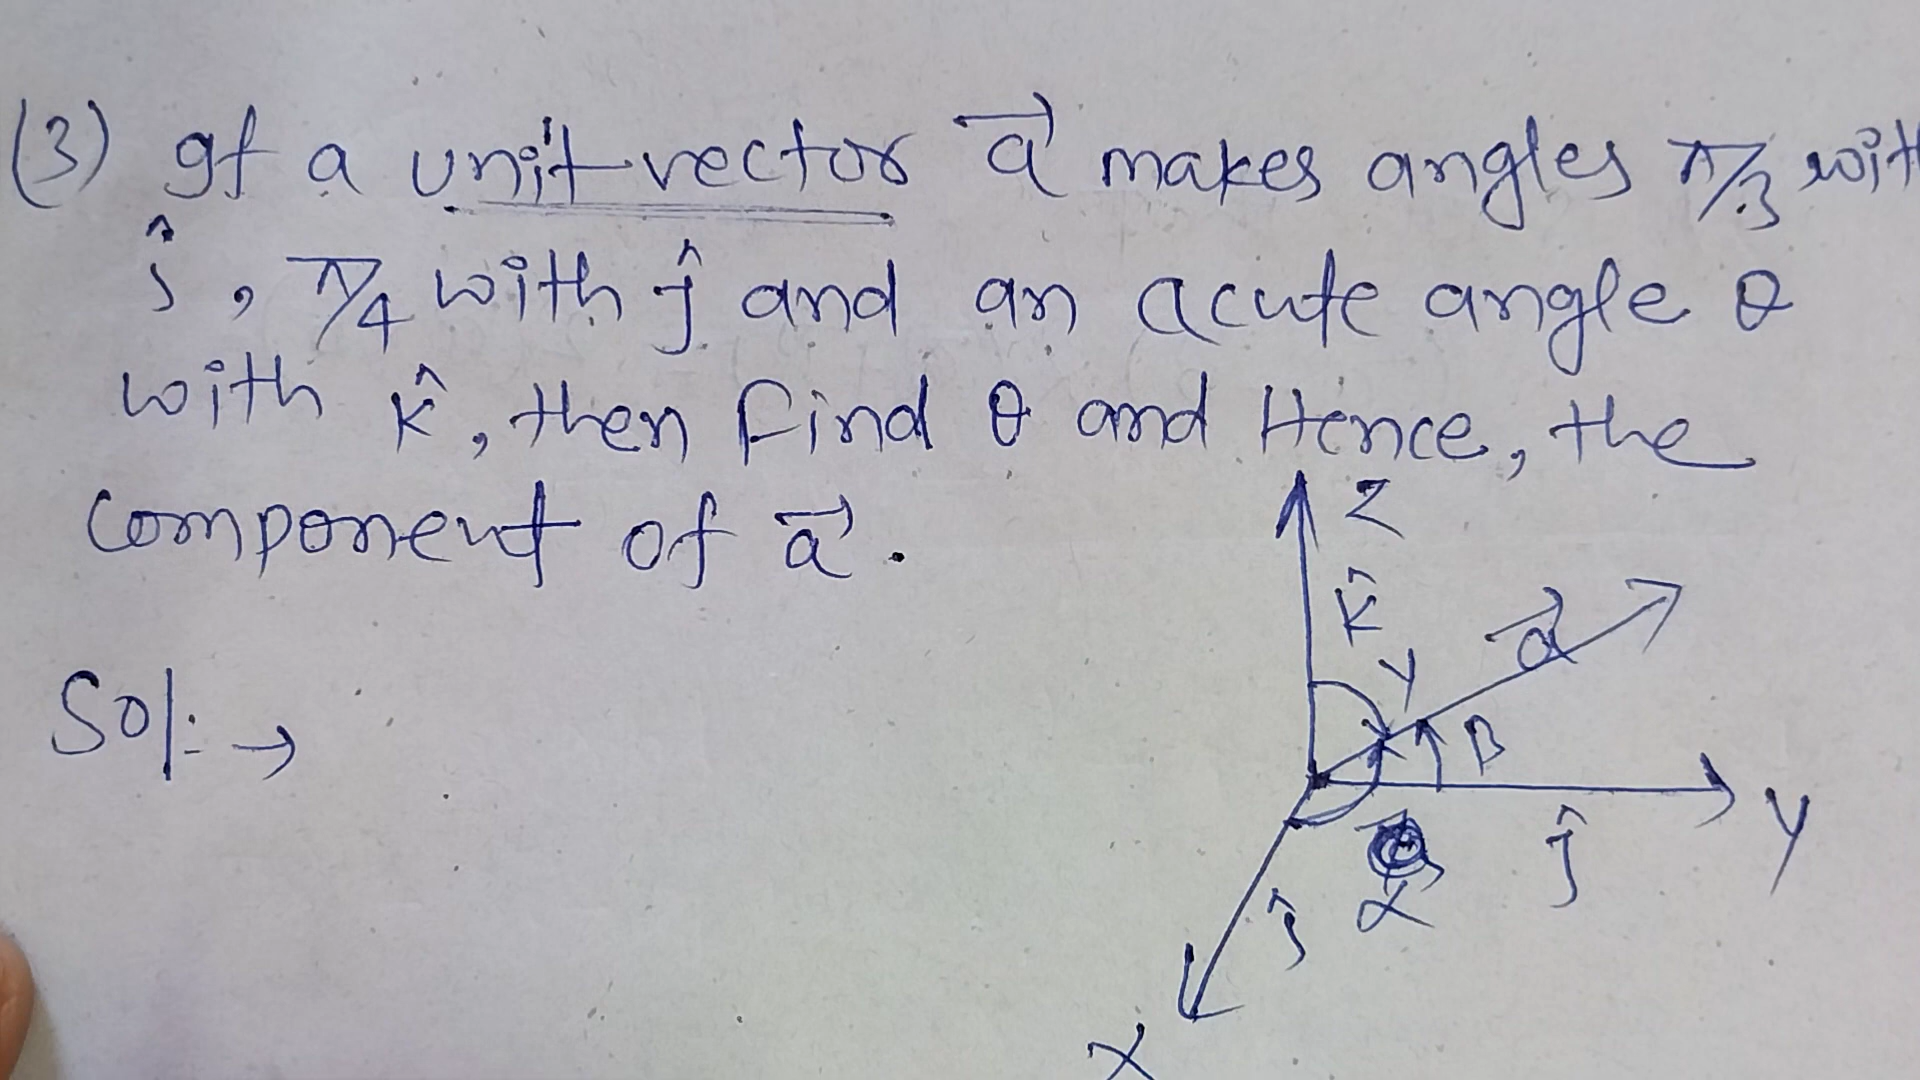 (3) If a unit vector a⃗ makes angles π/3 with
î, π/4 with ĵ and an acute angle θ
with k̂, then find θ and Hence, the
component of a⃗.
Z
k̂
a⃗
γ
β
Sol: →
Y
ĵ
α
î
X